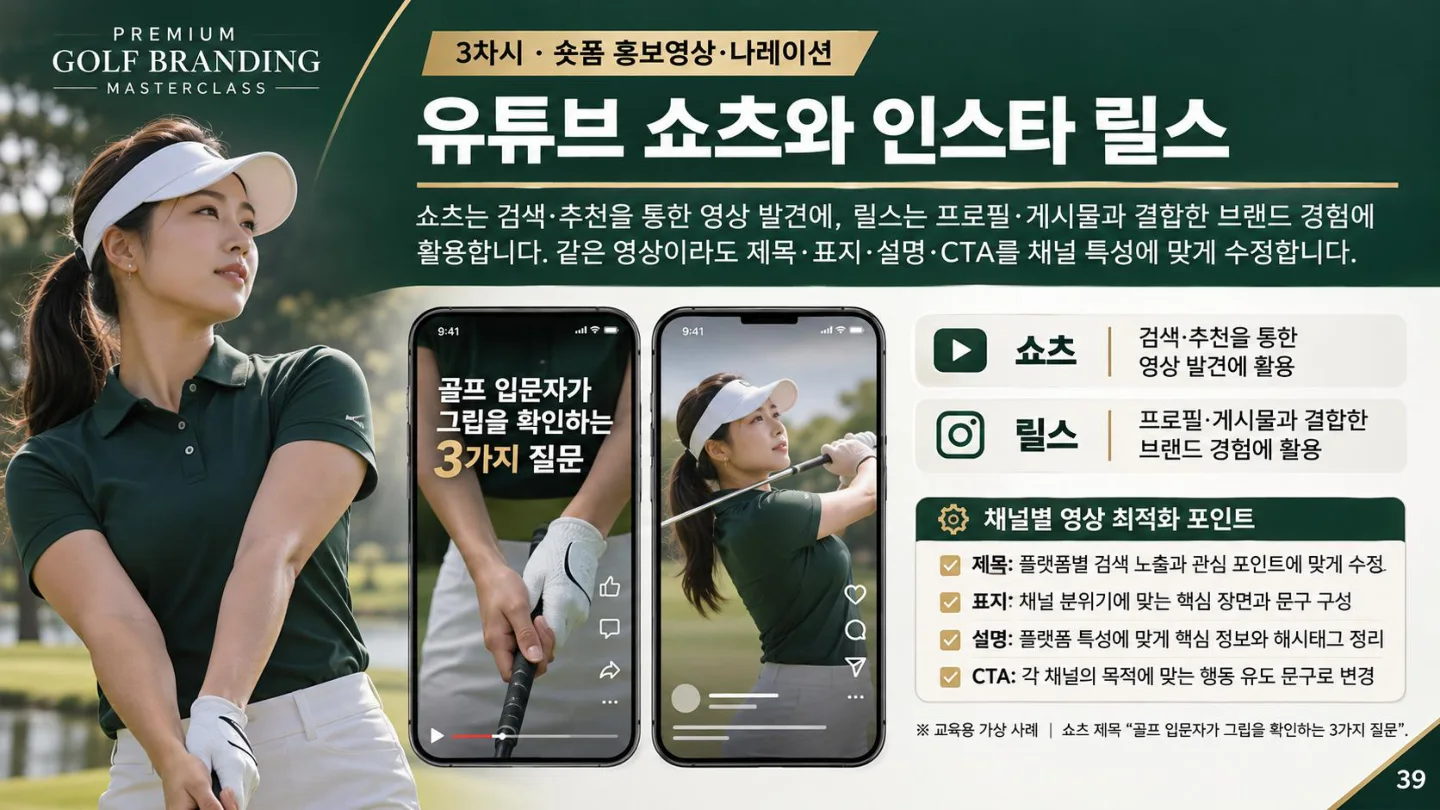 PREMIUM
GOLF BRANDING
MASTERCLASS
3차시 · 숏폼 홍보영상·나레이션
유튜브 쇼츠와 인스타 릴스
쇼츠는 검색·추천을 통한 영상 발견에, 릴스는 프로필·게시물과 결합한 브랜드 경험에
활용합니다. 같은 영상이라도 제목·표지·설명·CTA를 채널 특성에 맞게 수정합니다.
9:41
골프 입문자가
그립을 확인하는
3가지 질문
9:41
쇼츠
검색·추천을 통한
영상 발견에 활용
릴스
프로필·게시물과 결합한
브랜드 경험에 활용
채널별 영상 최적화 포인트
제목: 플랫폼별 검색 노출과 관심 포인트에 맞게 수정
표지: 채널 분위기에 맞는 핵심 장면과 문구 구성
설명: 플랫폼 특성에 맞게 핵심 정보와 해시태그 정리
CTA: 각 채널의 목적에 맞는 행동 유도 문구로 변경
※ 교육용 가상 사례 | 쇼츠 제목 “골프 입문자가 그립을 확인하는 3가지 질문”.
39